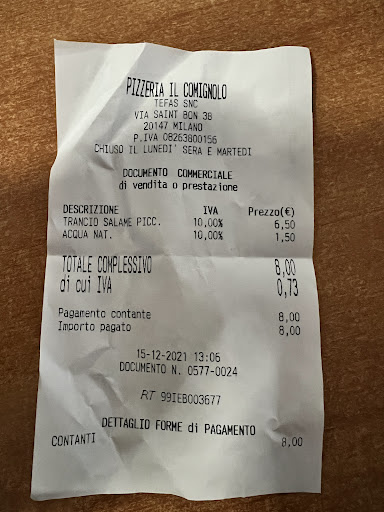 PIZZERIA IL COMIGNOLO
TEFAS SNC
VIA SAINT BON 38
20147 MILANO
P.IVA 08263800156
CHIUSO IL LUNEDI' SERA E MARTEDI
DOCUMENTO COMMERCIALE
di vendita o prestazione
DESCRIZIONE IVA Prezzo(€)
TRANCIO SALAME PICC. 10,00% 6,50
ACQUA NAT. 10,00% 1,50
TOTALE COMPLESSIVO 8,00
di cui IVA 0,73
Pagamento contante 8,00
Importo pagato 8,00
15-12-2021 13:06
DOCUMENTO N. 0577-0024
RT 99IEB003677
DETTAGLIO FORME di PAGAMENTO
CONTANTI 8,00